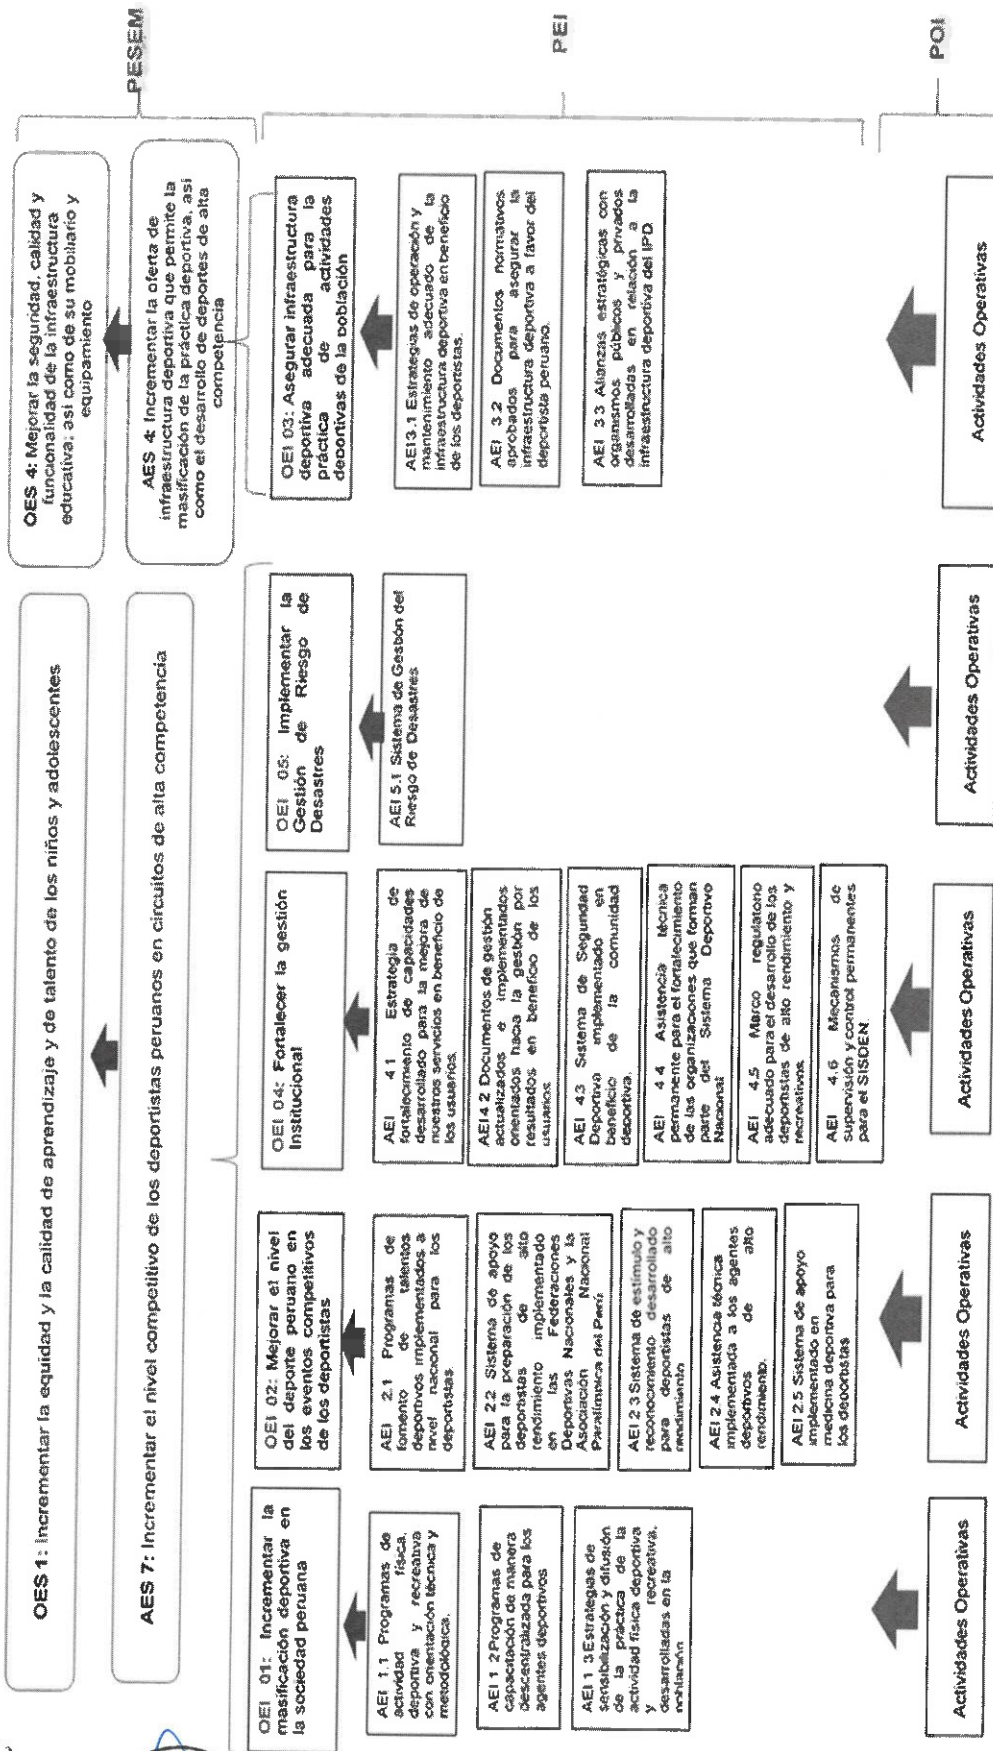 OES 1: Incrementar la equidad y la calidad de aprendizaje y de talento de los niños y adolescentes
OES 4: Mejorar la seguridad, calidad y
funcionalidad de la infraestructura
educativa; así como de su mobiliario y
equipamiento
PESEM
AES 7: Incrementar el nivel competitivo de los deportistas peruanos en circuitos de alta competencia
AES 4: Incrementar la oferta de
infraestructura deportiva que permite la
masificación de la práctica deportiva, así
como el desarrollo de deportes de alta
competencia
OEI 01: Incrementar la
masificación deportiva en
la sociedad peruana
AEI 1.1 Programas de
actividad física,
deportiva y recreativa
con orientación técnica y
metodológica.
AEI 1 2 Programas de
capacitación de manera
descentralizada para los
agentes deportivos
AEI 1 3 Estrategias de
sensibilización y difusión
de la práctica de la
actividad física deportiva
y recreativa,
desarrolladas en la
población
OEI 02: Mejorar el nivel
del deporte peruano en
los eventos competitivos
de los deportistas
AEI 2.1 Programas de
fomento de talentos
deportivos implementados a
nivel nacional para los
deportistas.
AEI 2.2 Sistema de apoyo
para la preparación de los
deportistas de alto
rendimiento implementado
en las Federaciones
Deportivas Nacionales y la
Asociación Nacional
Paralímpica del Perú.
AEI 2 3 Sistema de estímulo y
reconocimiento desarrollado
para deportistas de alto
rendimiento
AEI 2.4 Asistencia técnica
implementada a los agentes
deportivos de alto
rendimiento.
AEI 2.5 Sistema de apoyo
implementado en
medicina deportiva para
los deportistas
OEI 04: Fortalecer la gestión
Institucional
AEI 4 1 Estrategia de
fortalecimiento de capacidades
desarrollado para la mejora de
nuestros servicios en beneficio de
los usuarios.
AEI 4 2 Documentos de gestión
actualizados e implementados
orientados hacia la gestión por
resultados en beneficio de los
usuarios
AEI 4 3 Sistema de Seguridad
Deportiva implementado en
beneficio de la comunidad
deportiva.
AEI 4 4 Asistencia técnica
permanente para el fortalecimiento
de las organizaciones que forman
parte del Sistema Deportivo
Nacional
AEI 4.5 Marco regulatorio
adecuado para el desarrollo de los
deportistas de alto rendimiento y
recreativos.
AEI 4.6 Mecanismos de
supervisión y control permanentes
para el SISDEN
OEI 05: Implementar la
Gestión de Riesgo de
Desastres
AEI 5.1 Sistema de Gestión del
Riesgo de Desastres
OEI 03: Asegurar infraestructura
deportiva adecuada para la
práctica de actividades
deportivas de la población
AEI 3.1 Estrategias de operación y
mantenimiento adecuado de la
infraestructura deportiva en beneficio
de los deportistas.
AEI 3.2 Documentos normativos
aprobados para asegurar la
infraestructura deportiva a favor del
deportista peruano.
AEI 3 3 Alianzas estratégicas con
organismos públicos y privados
desarrolladas en relación a la
infraestructura deportiva del IPD
PEI
Actividades Operativas
Actividades Operativas
Actividades Operativas
Actividades Operativas
Actividades Operativas
POI